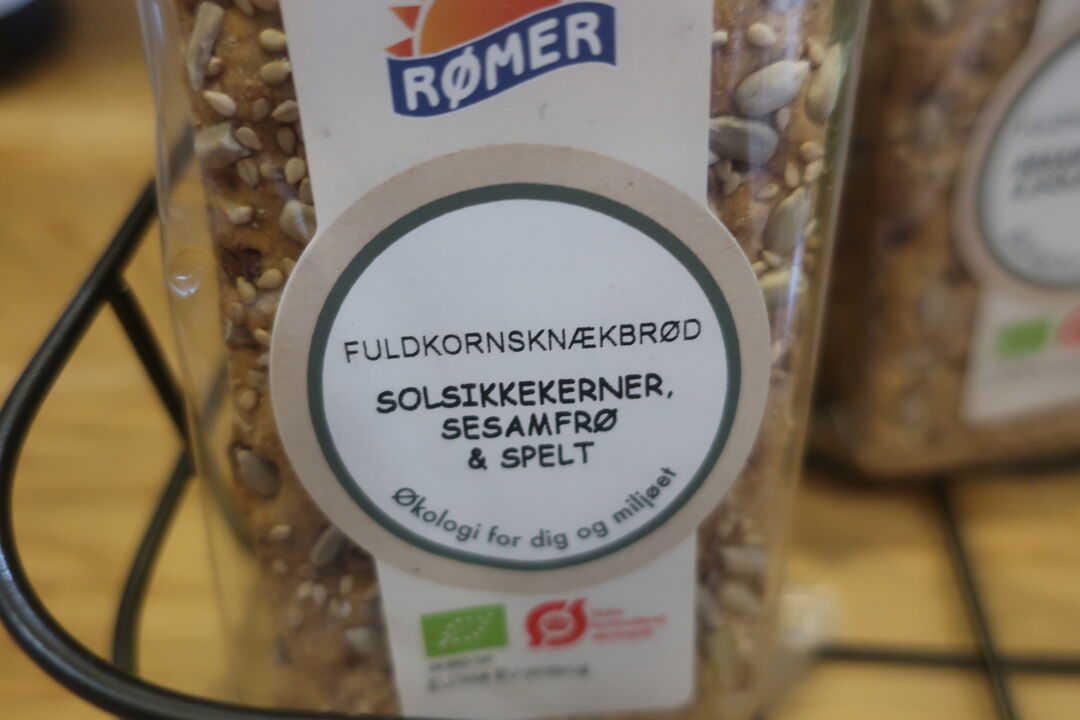 RØMER
FULDKORNSKNÆKBRØD
SOLSIKKEKERNER,
SESAMFRØ
& SPELT
Økologi for dig og miljøet